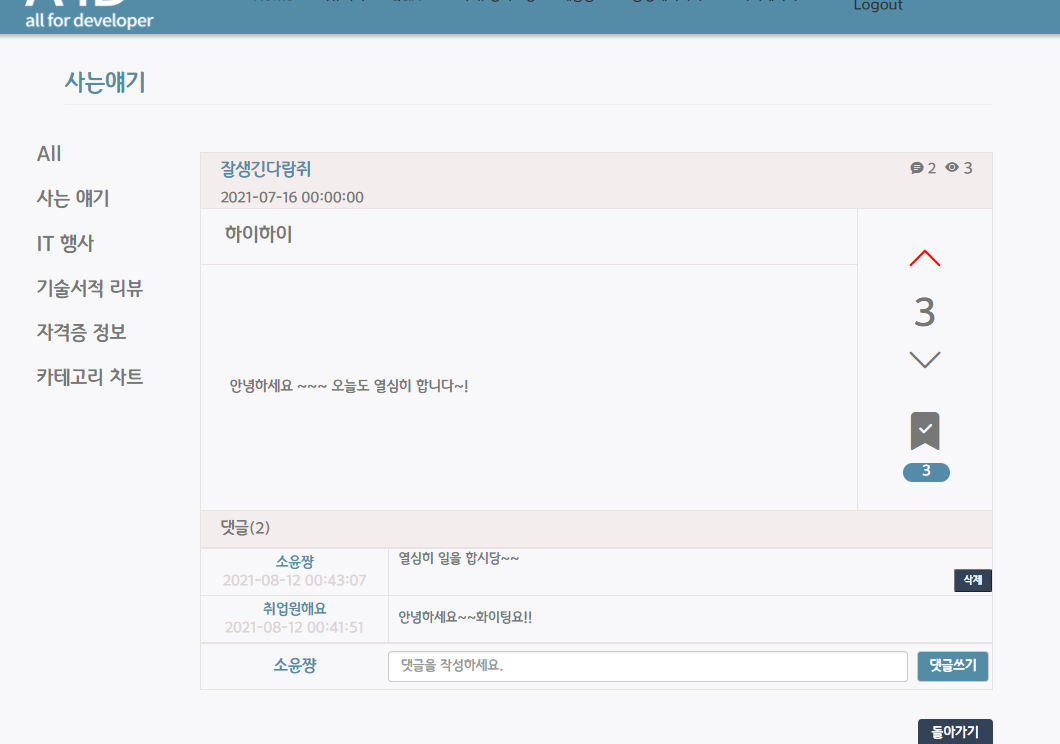 all for developer
Logout
사는얘기
All
사는 얘기
IT 행사
기술서적 리뷰
자격증 정보
카테고리 차트
잘생긴다람쥐
2 3
2021-07-16 00:00:00
하이하이
3
안녕하세요 ~~~ 오늘도 열심히 합니다~!
3
댓글(2)
소윤쨩
2021-08-12 00:43:07
열심히 일을 합시당~~
삭제
취업원해요
2021-08-12 00:41:51
안녕하세요~~화이팅요!!
소윤쨩
댓글을 작성하세요.
댓글쓰기
돌아가기